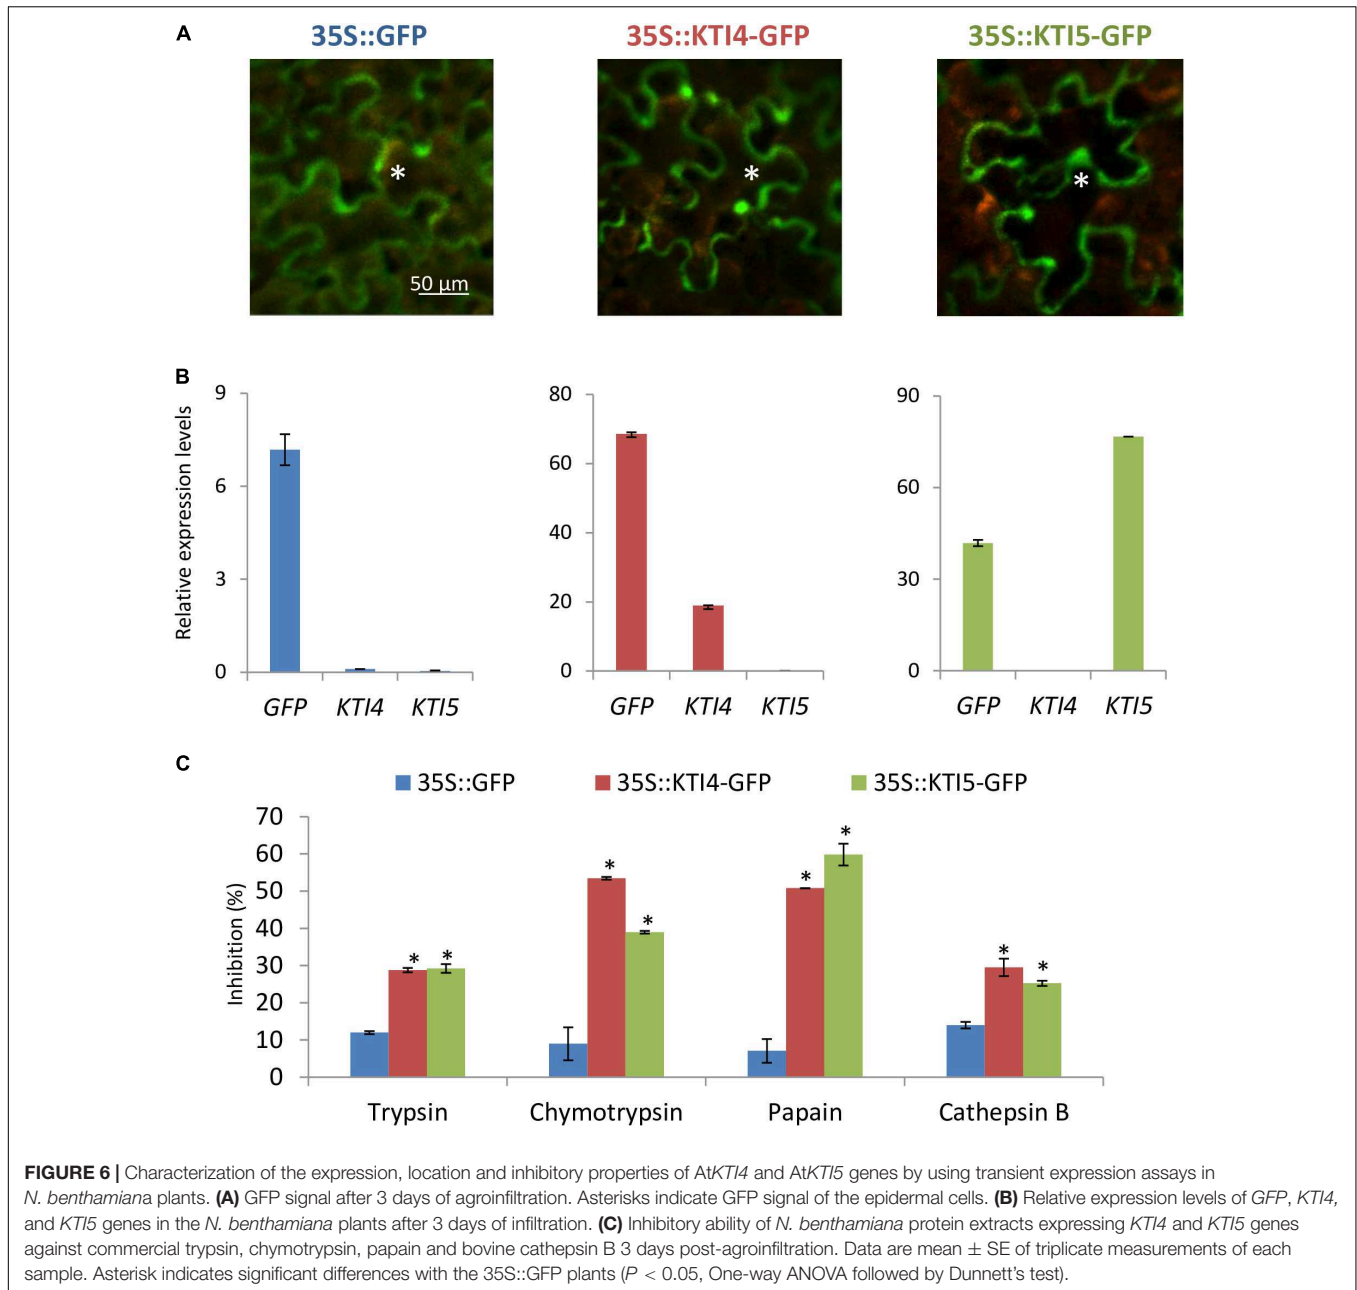 A
35S::GFP
35S::KTI4-GFP
35S::KTI5-GFP
*
*
*
50 µm
B
Relative expression levels
9
6
3
0
GFP KTI4 KTI5
80
60
40
20
0
GFP KTI4 KTI5
90
60
30
0
GFP KTI4 KTI5
C
35S::GFP
35S::KTI4-GFP
35S::KTI5-GFP
Inhibition (%)
70
60
50
40
30
20
10
0
* *
* *
* *
* *
Trypsin Chymotrypsin Papain Cathepsin B
FIGURE 6 | Characterization of the expression, location and inhibitory properties of AtKTI4 and AtKTI5 genes by using transient expression assays in
N. benthamiana plants. (A) GFP signal after 3 days of agroinfiltration. Asterisks indicate GFP signal of the epidermal cells. (B) Relative expression levels of GFP, KTI4,
and KTI5 genes in the N. benthamiana plants after 3 days of infiltration. (C) Inhibitory ability of N. benthamiana protein extracts expressing KTI4 and KTI5 genes
against commercial trypsin, chymotrypsin, papain and bovine cathepsin B 3 days post-agroinfiltration. Data are mean ± SE of triplicate measurements of each
sample. Asterisk indicates significant differences with the 35S::GFP plants (P < 0.05, One-way ANOVA followed by Dunnett's test).